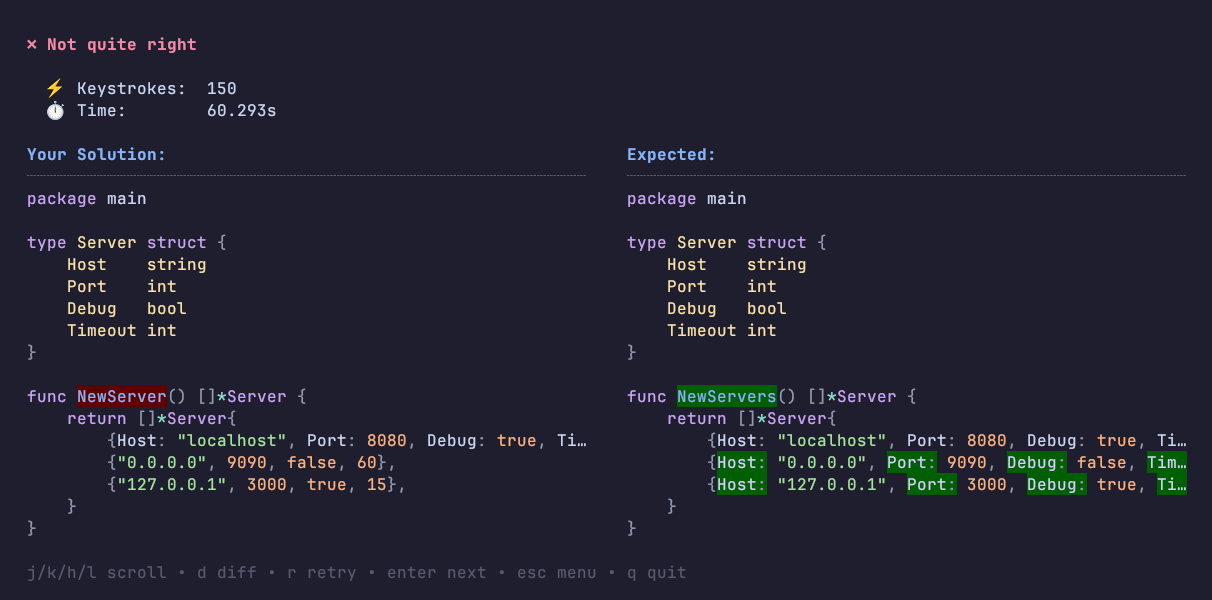 × Not quite right
⚡ Keystrokes: 150
⏱ Time: 60.293s
Your Solution:
package main
type Server struct {
    Host    string
    Port    int
    Debug   bool
    Timeout int
}
func NewServer() []*Server {
    return []*Server{
        {Host: "localhost", Port: 8080, Debug: true, Ti…
        {"0.0.0.0", 9090, false, 60},
        {"127.0.0.1", 3000, true, 15},
    }
}
Expected:
package main
type Server struct {
    Host    string
    Port    int
    Debug   bool
    Timeout int
}
func NewServers() []*Server {
    return []*Server{
        {Host: "localhost", Port: 8080, Debug: true, Ti…
        {Host: "0.0.0.0", Port: 9090, Debug: false, Tim…
        {Host: "127.0.0.1", Port: 3000, Debug: true, Ti…
    }
}
j/k/h/l scroll • d diff • r retry • enter next • esc menu • q quit